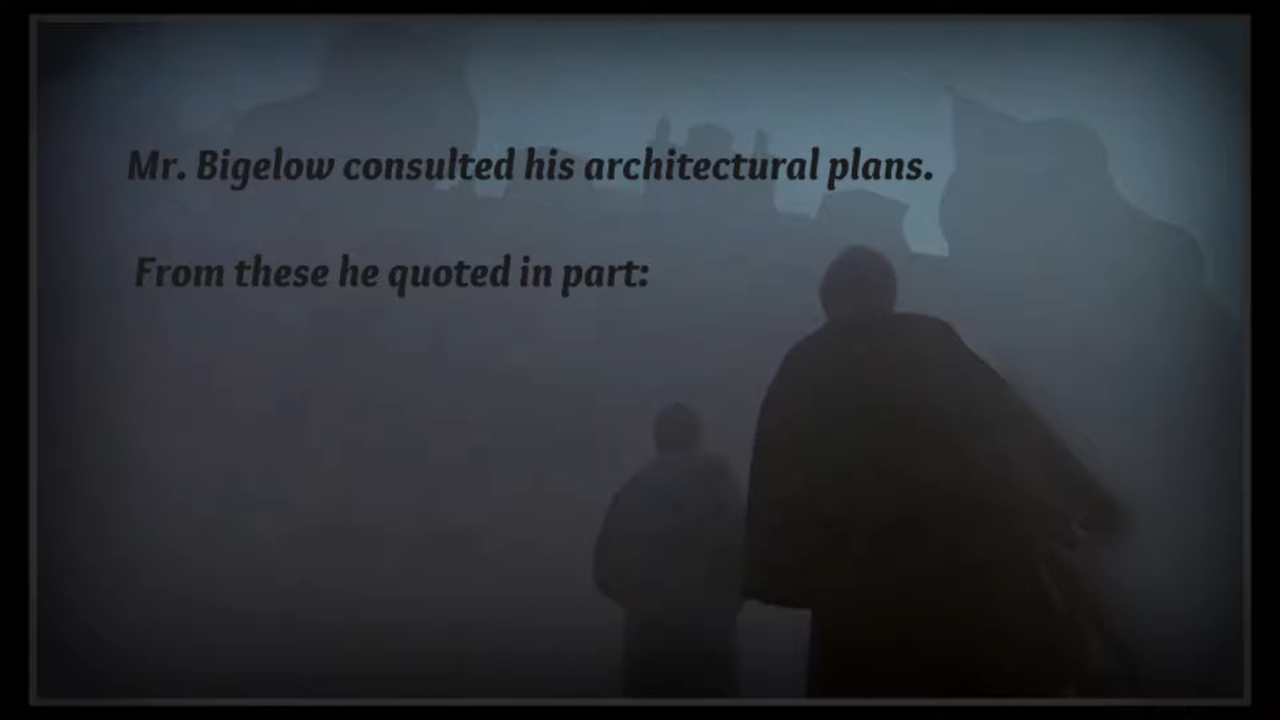 Mr. Bigelow consulted his architectural plans.
From these he quoted in part: